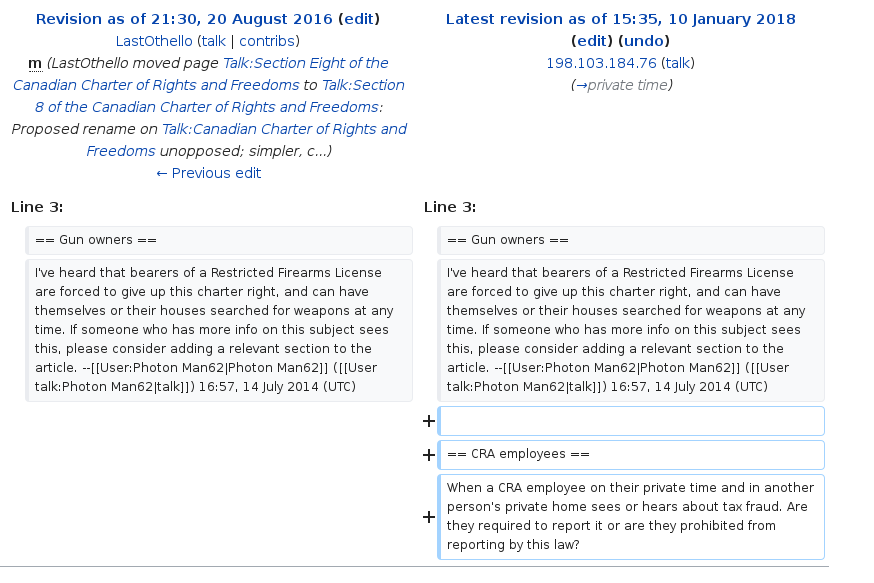 Revision as of 21:30, 20 August 2016 (edit)
LastOthello (talk | contribs)
m (LastOthello moved page Talk:Section Eight of the
Canadian Charter of Rights and Freedoms to Talk:Section
8 of the Canadian Charter of Rights and Freedoms:
Proposed rename on Talk:Canadian Charter of Rights and
Freedoms unopposed; simpler, c...)
← Previous edit
Latest revision as of 15:35, 10 January 2018
(edit) (undo)
198.103.184.76 (talk)
(→private time)
Line 3:
Line 3:
== Gun owners ==
== Gun owners ==
I've heard that bearers of a Restricted Firearms License
are forced to give up this charter right, and can have
themselves or their houses searched for weapons at any
time. If someone who has more info on this subject sees
this, please consider adding a relevant section to the
article. --[[User:Photon Man62|Photon Man62]] ([[User
talk:Photon Man62|talk]]) 16:57, 14 July 2014 (UTC)
I've heard that bearers of a Restricted Firearms License
are forced to give up this charter right, and can have
themselves or their houses searched for weapons at any
time. If someone who has more info on this subject sees
this, please consider adding a relevant section to the
article. --[[User:Photon Man62|Photon Man62]] ([[User
talk:Photon Man62|talk]]) 16:57, 14 July 2014 (UTC)
+
+ == CRA employees ==
+ When a CRA employee on their private time and in another
person's private home sees or hears about tax fraud. Are
they required to report it or are they prohibited from
reporting by this law?